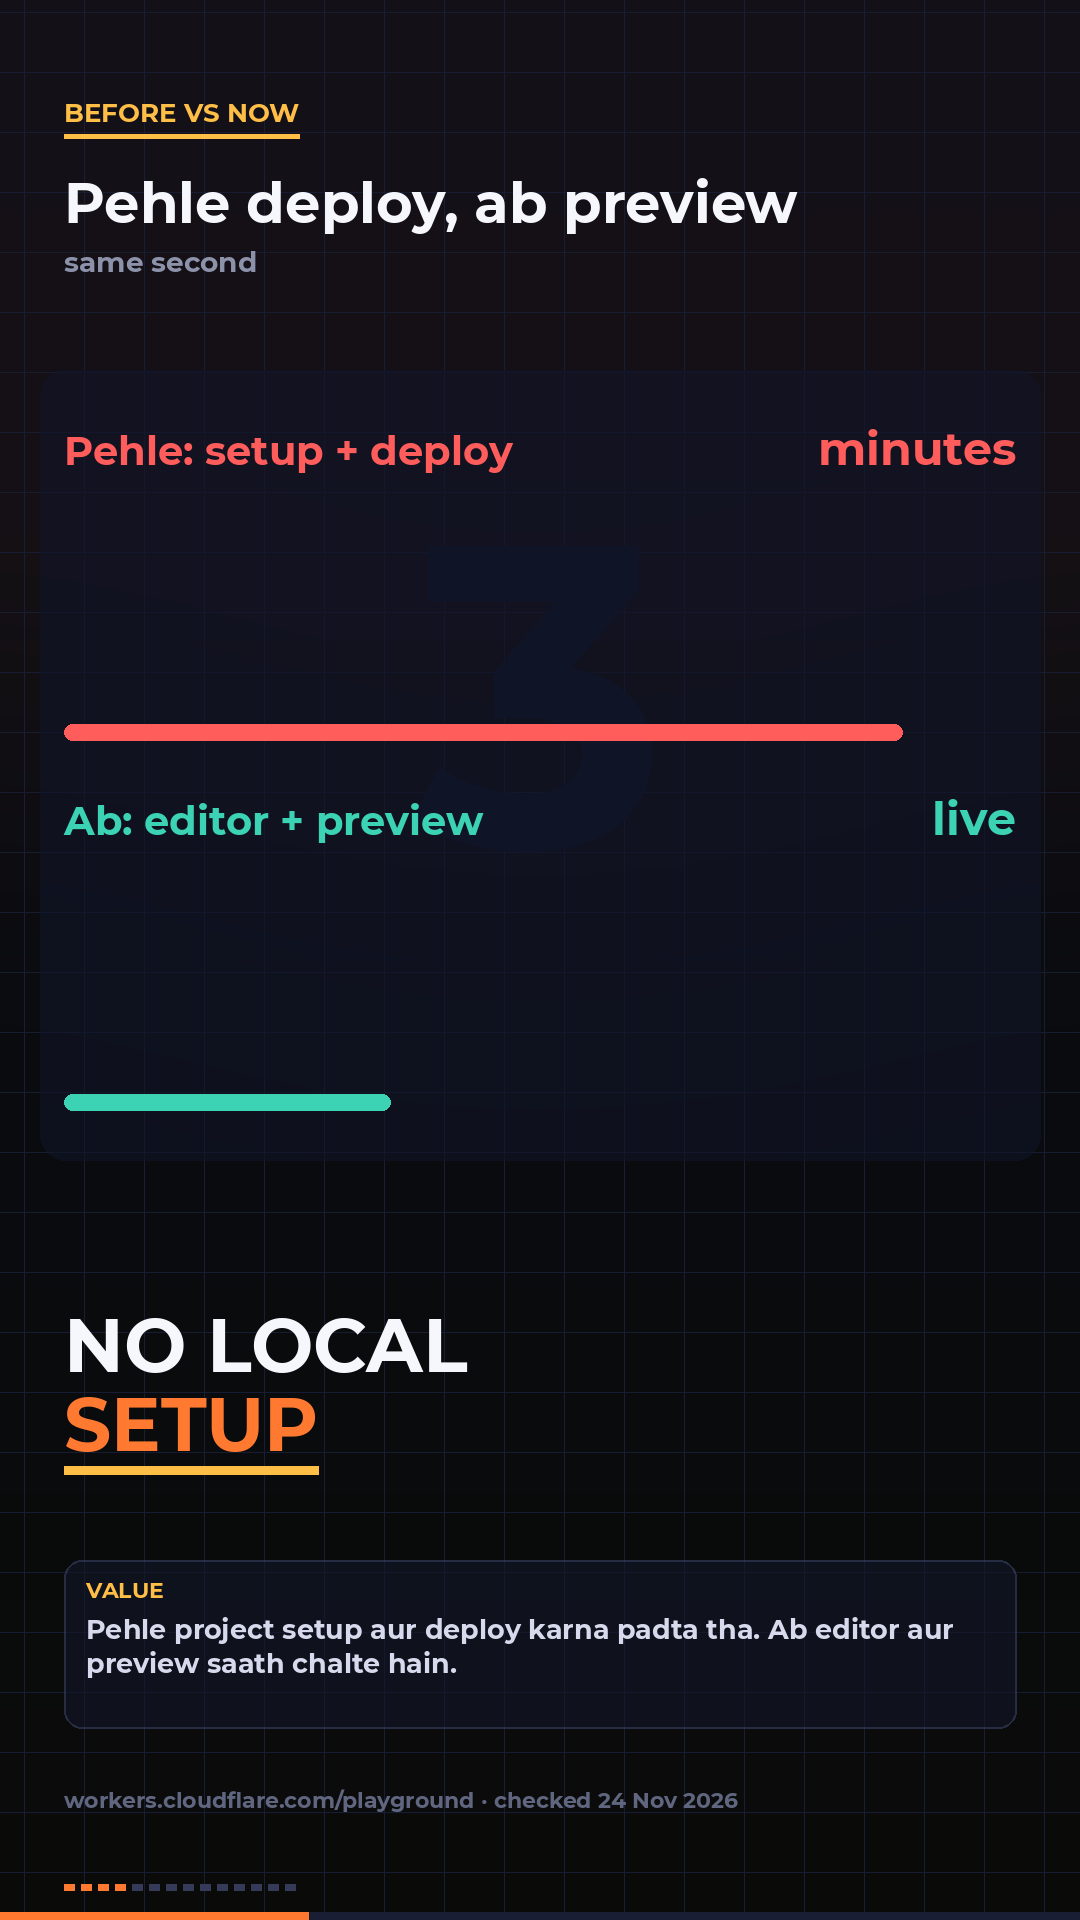 BEFORE VS NOW
Pehle deploy, ab preview
same second
Pehle: setup + deploy
minutes
3
Ab: editor + preview
live
NO LOCAL
SETUP
VALUE
Pehle project setup aur deploy karna padta tha. Ab editor aur
preview saath chalte hain.
workers.cloudflare.com/playground · checked 24 Nov 2026